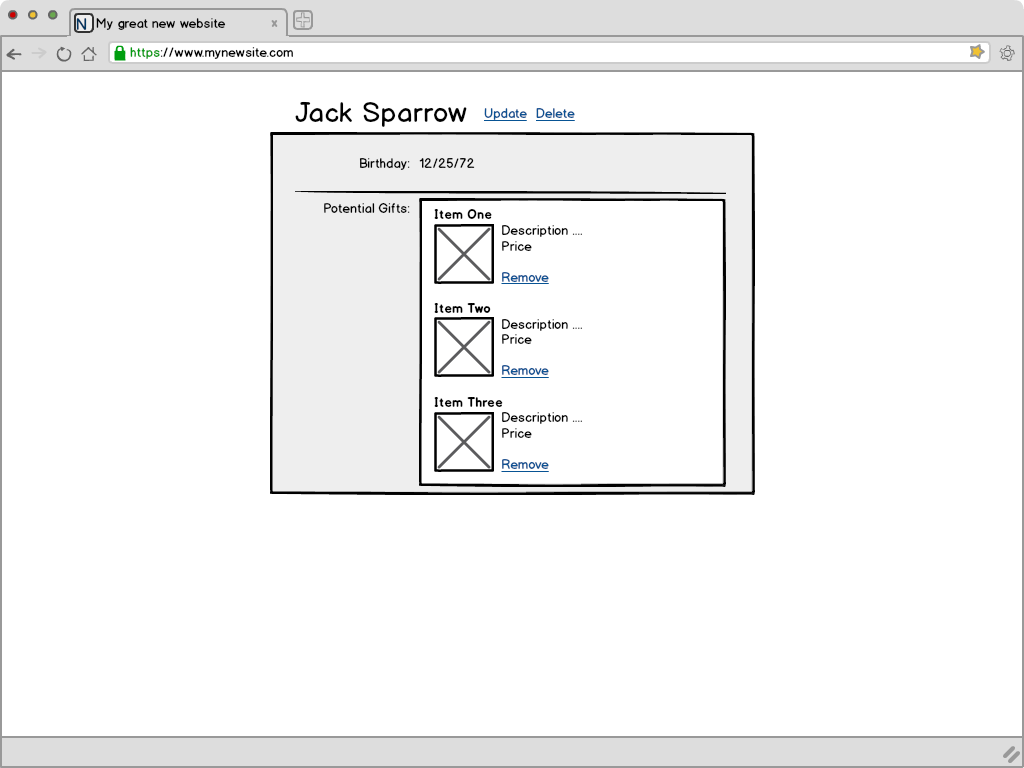 N My great new website x
https://www.mynewsite.com
Jack Sparrow Update Delete
Birthday: 12/25/72
Potential Gifts:
Item One
Description ....
Price
Remove
Item Two
Description ....
Price
Remove
Item Three
Description ....
Price
Remove